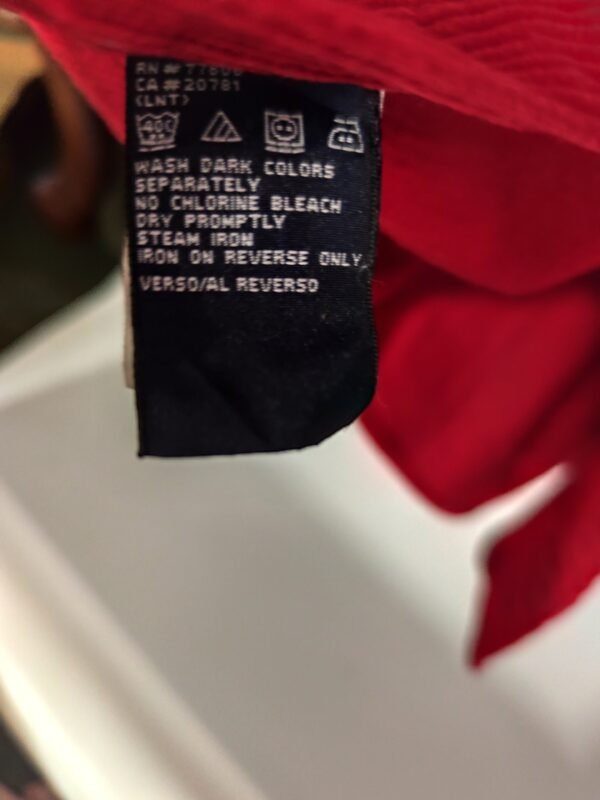 CA # 20781
(LNT)
WASH DARK COLORS
SEPARATELY
NO CHLORINE BLEACH
DRY PROMPTLY
STEAM IRON
IRON ON REVERSE ONLY
VERSO/AL REVERSO